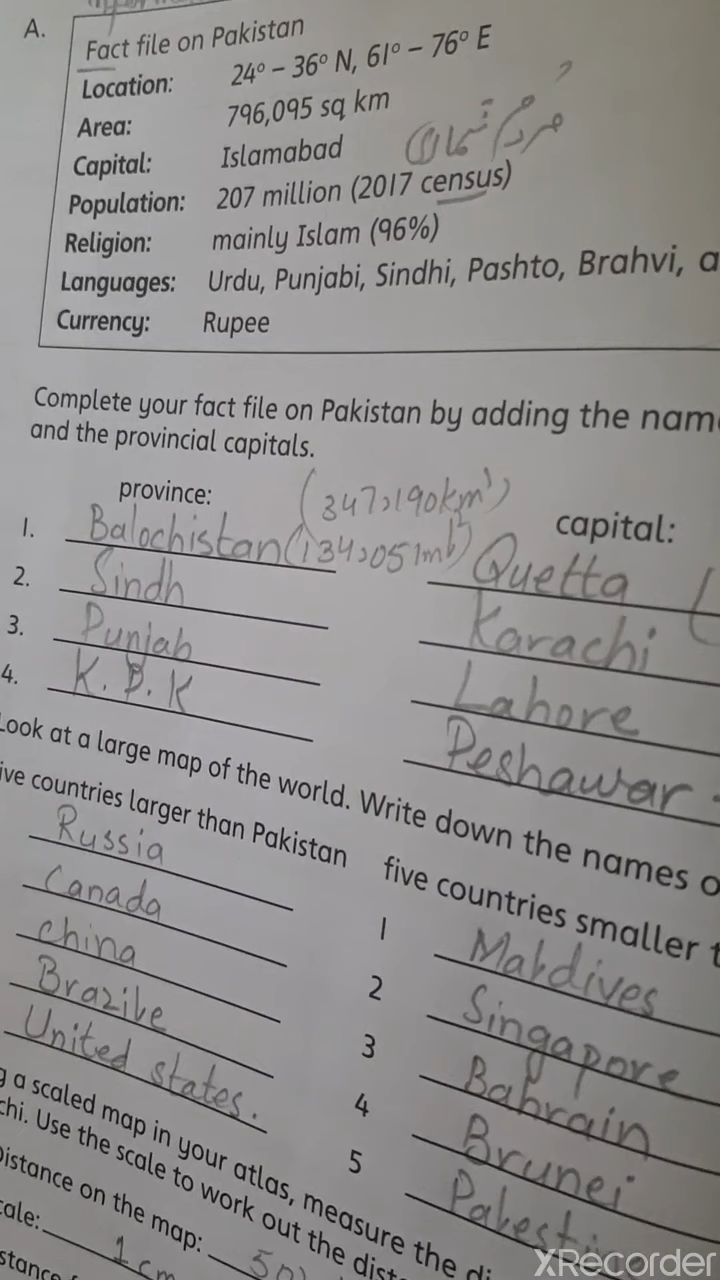 A.
Fact file on Pakistan
Location: 24° – 36° N, 61° – 76° E
Area: 796,095 sq km
Capital: Islamabad
مردم شماری
Population: 207 million (2017 census)
Religion: mainly Islam (96%)
Languages: Urdu, Punjabi, Sindhi, Pashto, Brahvi, a
Currency: Rupee
Complete your fact file on Pakistan by adding the nam
and the provincial capitals.
province: capital:
1. Balochistan Quetta
2. Sindh Karachi
3. Punjab Lahore
4. K.P.K Peshawar
Look at a large map of the world. Write down the names o
ive countries larger than Pakistan five countries smaller t
Russia 1 Maldives
Canada 2 Singapore
China 3 Bahrain
Brazile 4 Brunei
United states. 5
g a scaled map in your atlas, measure the di
chi. Use the scale to work out the dist
Distance on the map:
cale: 1 cm
stance
XRecorder